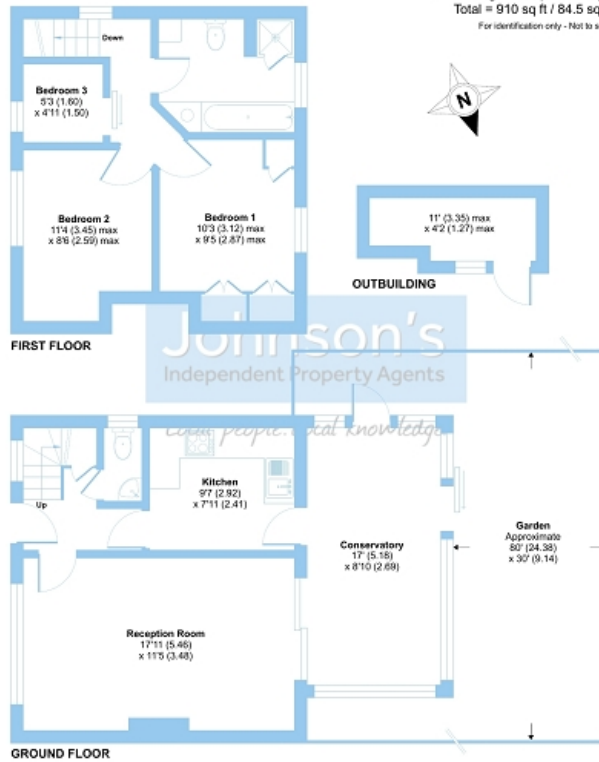 Total = 910 sq ft / 84.5 sq
For identification only - Not to s
Down
Bedroom 3
5'3 (1.60)
x 4'11 (1.50)
N
Bedroom 2
11'4 (3.45) max
x 8'6 (2.59) max
Bedroom 1
10'3 (3.12) max
x 9'5 (2.87) max
11' (3.35) max
x 4'2 (1.27) max
OUTBUILDING
FIRST FLOOR
Johnson's
Independent Property Agents
Local people. Local knowledge
Up
Kitchen
9'7 (2.92)
x 7'11 (2.41)
Conservatory
17' (5.18)
x 8'10 (2.69)
Garden
Approximate
80' (24.38)
x 30' (9.14)
Reception Room
17'11 (5.46)
x 11'5 (3.48)
GROUND FLOOR